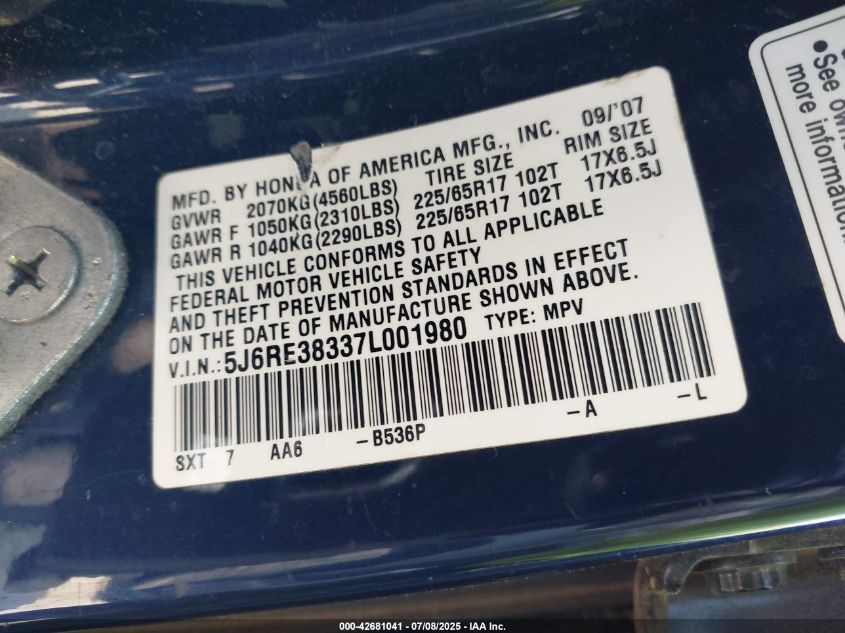 MFD. BY HONDA OF AMERICA MFG., INC. 09/'07
GVWR 2070KG(4560LBS) TIRE SIZE RIM SIZE
GAWR F 1050KG(2310LBS) 225/65R17 102T 17X6.5J
GAWR R 1040KG(2290LBS) 225/65R17 102T 17X6.5J
THIS VEHICLE CONFORMS TO ALL APPLICABLE
FEDERAL MOTOR VEHICLE SAFETY
AND THEFT PREVENTION STANDARDS IN EFFECT
ON THE DATE OF MANUFACTURE SHOWN ABOVE.
V.I.N.: 5J6RE38337L001980 TYPE: MPV
SXT 7 AA6 -B536P -A -L
•See owne
more information
000-42681041 | 07/08/2025 - IAA Inc.